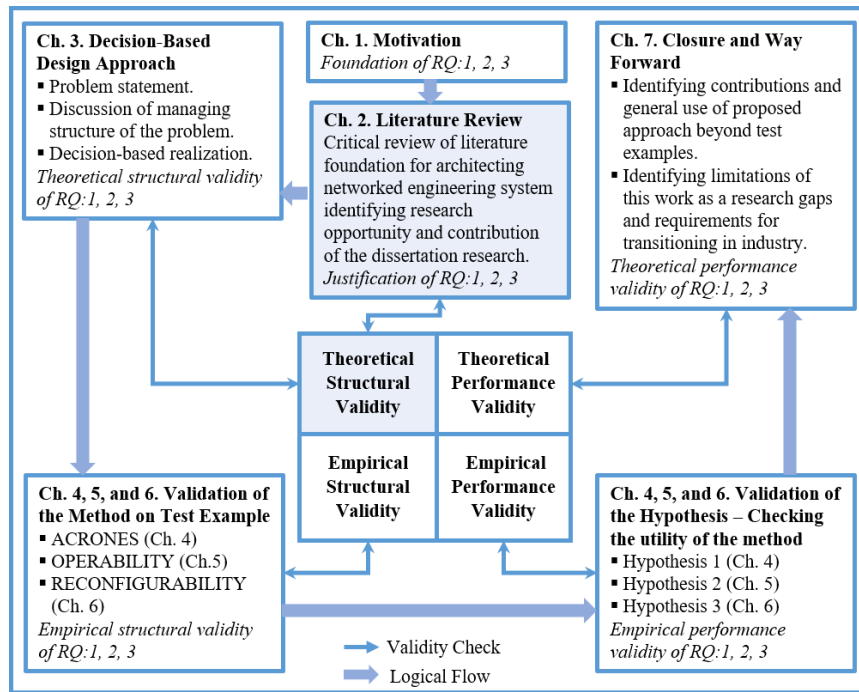 Ch. 3. Decision-Based
Design Approach
▪ Problem statement.
▪ Discussion of managing
structure of the problem.
▪ Decision-based realization.
Theoretical structural validity
of RQ:1, 2, 3
Ch. 1. Motivation
Foundation of RQ:1, 2, 3
Ch. 2. Literature Review
Critical review of literature
foundation for architecting
networked engineering system
identifying research
opportunity and contribution
of the dissertation research.
Justification of RQ:1, 2, 3
Ch. 7. Closure and Way
Forward
▪ Identifying contributions and
general use of proposed
approach beyond test
examples.
▪ Identifying limitations of
this work as a research gaps
and requirements for
transitioning in industry.
Theoretical performance
validity of RQ:1, 2, 3
Theoretical
Structural
Validity
Theoretical
Performance
Validity
Empirical
Structural
Validity
Empirical
Performance
Validity
Ch. 4, 5, and 6. Validation of
the Method on Test Example
▪ ACRONES (Ch. 4)
▪ OPERABILITY (Ch.5)
▪ RECONFIGURABILITY
(Ch. 6)
Empirical structural validity
of RQ:1, 2, 3
Ch. 4, 5, and 6. Validation of
the Hypothesis – Checking
the utility of the method
▪ Hypothesis 1 (Ch. 4)
▪ Hypothesis 2 (Ch. 5)
▪ Hypothesis 3 (Ch. 6)
Empirical performance
validity of RQ:1, 2, 3
Validity Check
Logical Flow